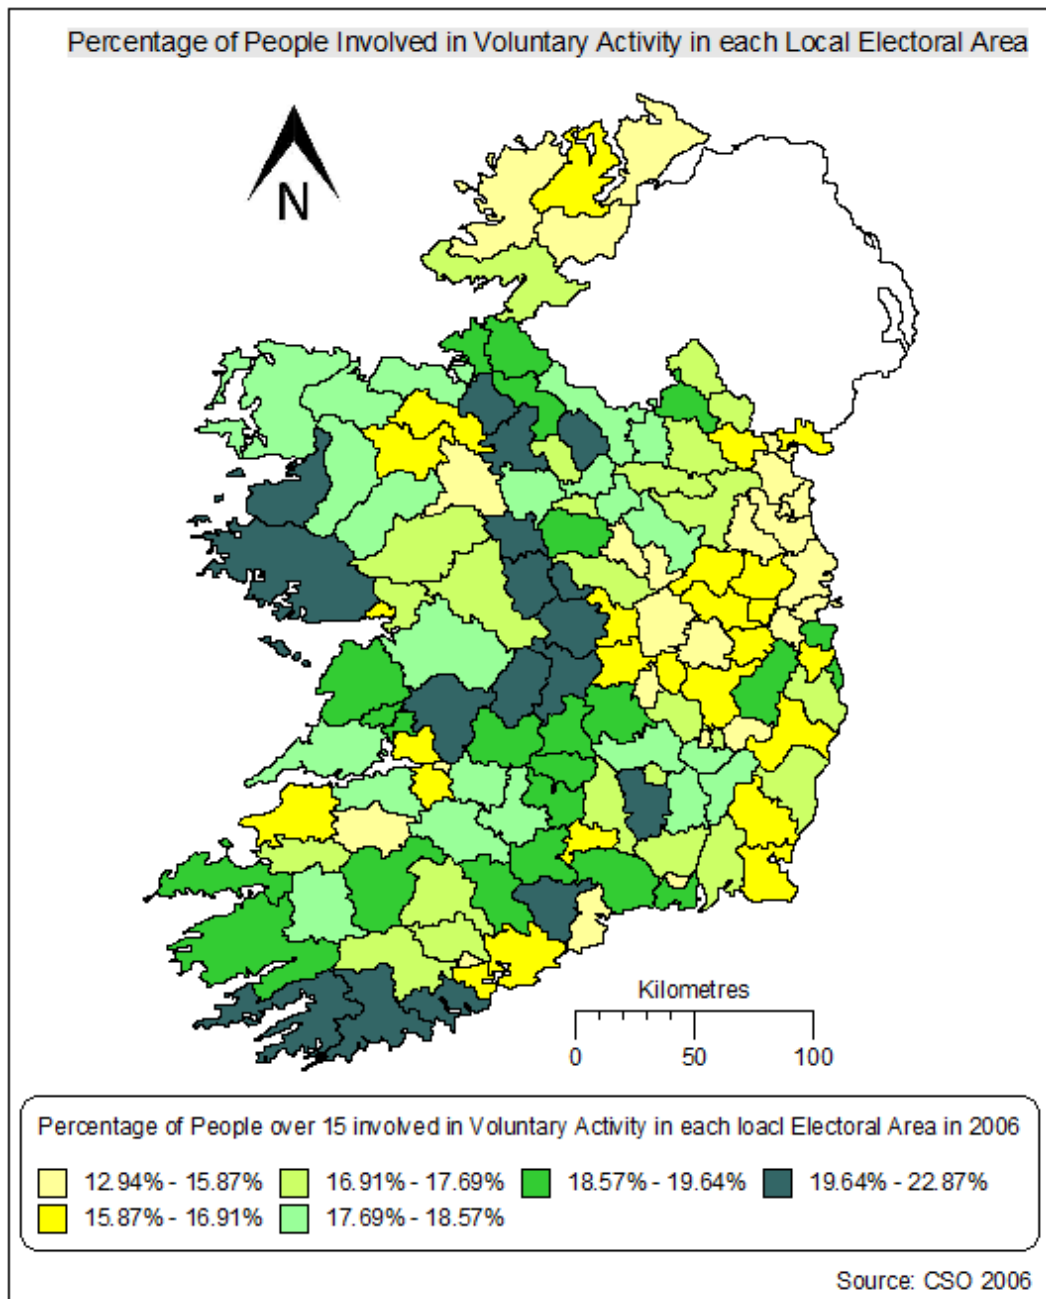 Percentage of People Involved in Voluntary Activity in each Local Electoral Area
N
Kilometres
0 50 100
Percentage of People over 15 involved in Voluntary Activity in each loacl Electoral Area in 2006
12.94% - 15.87% 16.91% - 17.69% 18.57% - 19.64% 19.64% - 22.87%
15.87% - 16.91% 17.69% - 18.57%
Source: CSO 2006